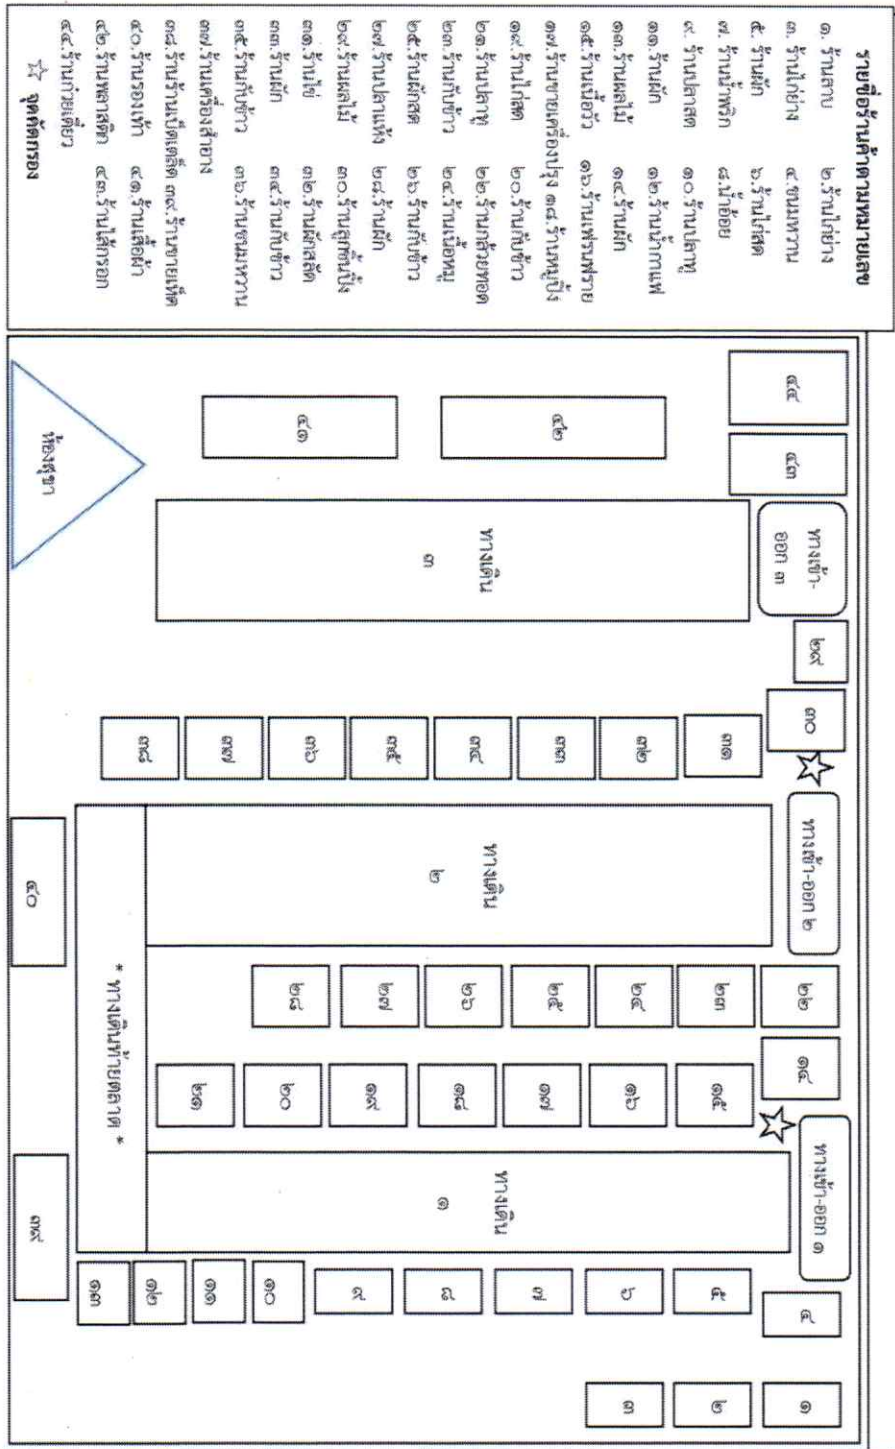 รายชื่อร้านค้าตามหมายเลข
๑. ร้านลาบ ๒. ร้านไก่ย่าง
๓. ร้านไก่ย่าง ๔. ขนมหวาน
๕. ร้านผัก ๖. ร้านไก่สด
๗. ร้านน้ำพริก ๘. น้ำอ้อย
๙. ร้านปลาสด ๑๐. ร้านปลาทู
๑๑. ร้านผัก ๑๒. ร้านน้ำกาแฟ
๑๓. ร้านผลไม้ ๑๔. ร้านผัก
๑๕. ร้านเนื้อวัว ๑๖. ร้านเฟรนฟราย
๑๗. ร้านขายเครื่องปรุง ๑๘. ร้านหมูปิ้ง
๑๙. ร้านไก่สด ๒๐. ร้านกับข้าว
๒๑. ร้านปลาทู ๒๒. ร้านกล้วยทอด
๒๓. ร้านกับข้าว ๒๔. ร้านเนื้อหมู
๒๕. ร้านผักสด ๒๖. ร้านกับข้าว
๒๗. ร้านปลาแห้ง ๒๘. ร้านผัก
๒๙. ร้านผลไม้ ๓๐. ร้านลูกชิ้นปิ้ง
๓๑. ร้านไข่ ๓๒. ร้านผักสลัด
๓๓. ร้านผัก ๓๔. ร้านกับข้าว
๓๕. ร้านกับข้าว ๓๖. ร้านขนมหวาน
๓๗. ร้านเครื่องสำอาง
๓๘. ร้านร้านเบ็ดเตล็ด ๓๙. ร้านขายเห็ด
๔๐. ร้านรองเท้า ๔๑. ร้านเสื้อผ้า
๔๒. ร้านพลาสติก ๔๓. ร้านไส้กรอก
๔๔. ร้านก๋วยเตี๋ยว
☆ จุดคัดกรอง
๔๔ ๔๓
ทางเข้า-
ออก ๓
๒๙ ๓๐
ทางเข้า-ออก ๒
๒๒ ๑๔
ทางเข้า-ออก ๑
๔ ๑
๔๒ ๔๑
ทางเดิน
๓
๓๑ ๓๒ ๓๓ ๓๔ ๓๕ ๓๖ ๓๗ ๓๘
ทางเดิน
๒
๒๓ ๒๔ ๒๕ ๒๖ ๒๗ ๒๘
๑๕ ๑๖ ๑๗ ๑๘ ๑๙ ๒๐ ๒๑
ทางเดิน
๑
๕ ๖ ๗ ๘ ๙ ๑๐ ๑๑ ๑๒ ๑๓
๒ ๓
* ทางเดินท้ายตลาด *
ห้องสุขา
๔๐ ๓๙